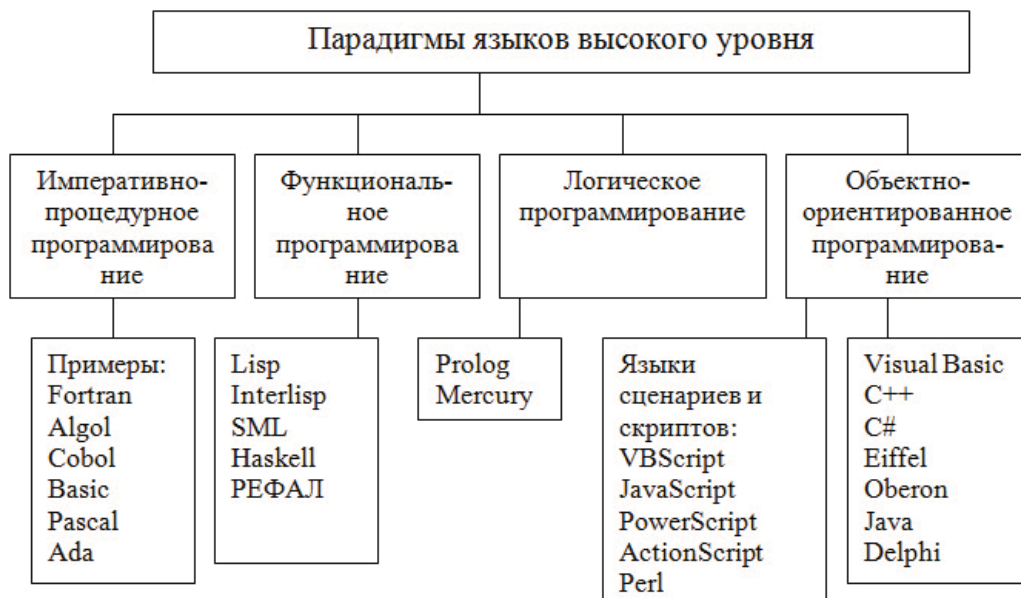 Парадигмы языков высокого уровня
Императивно-
процедурное
программирова
ние
Функциональ-
ное
программирова
ние
Логическое
программирование
Объектно-
ориентированное
программирова-
ние
Примеры:
Fortran
Algol
Cobol
Basic
Pascal
Ada
Lisp
Interlisp
SML
Haskell
РЕФАЛ
Prolog
Mercury
Языки
сценариев и
скриптов:
VBScript
JavaScript
PowerScript
ActionScript
Perl
Visual Basic
C++
C#
Eiffel
Oberon
Java
Delphi